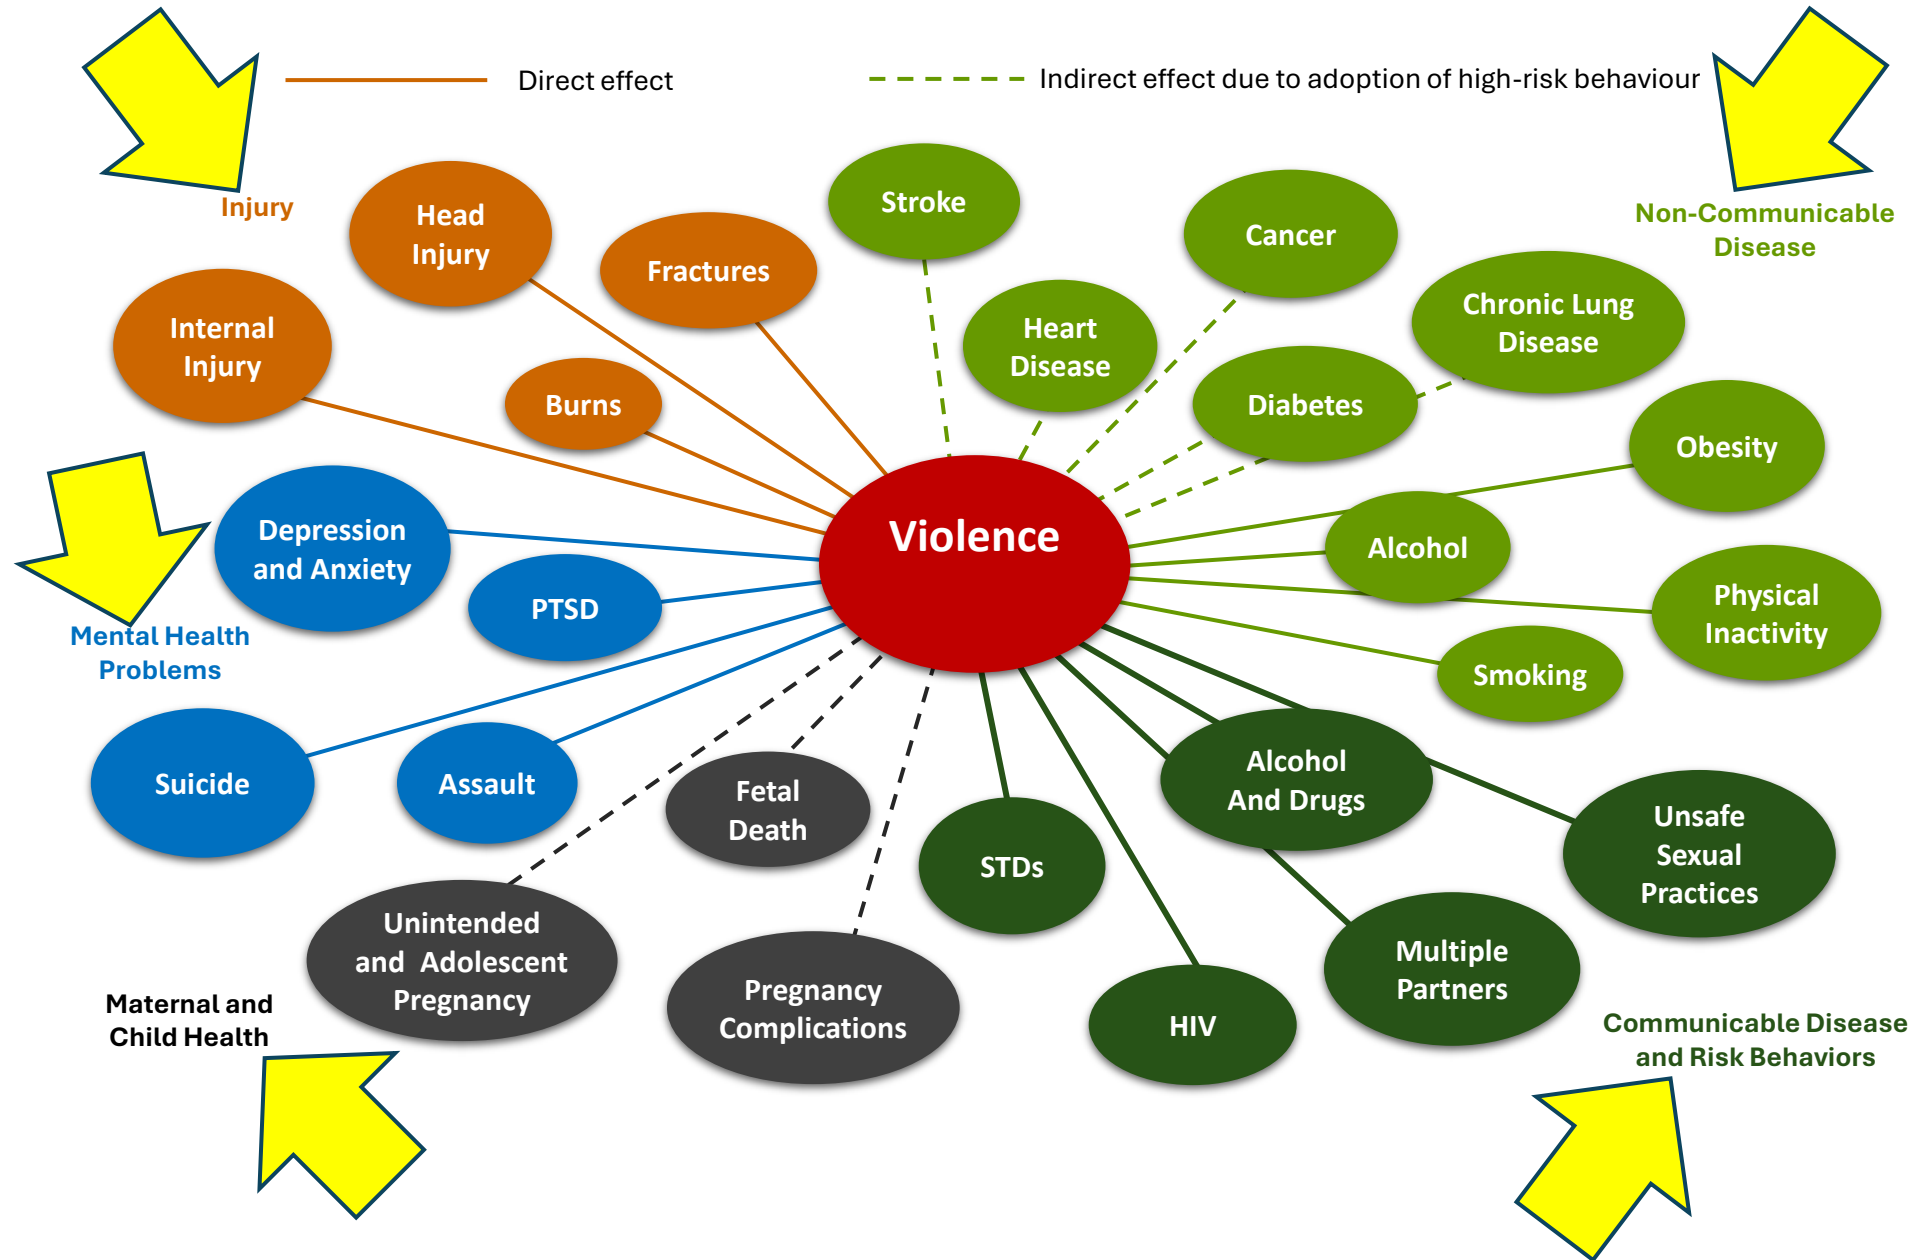 Direct effect
Indirect effect due to adoption of high-risk behaviour
Injury
Head
Injury
Fractures
Internal
Injury
Burns
Stroke
Cancer
Non-Communicable
Disease
Heart
Disease
Chronic Lung
Disease
Diabetes
Obesity
Alcohol
Physical
Inactivity
Smoking
Violence
Depression
and Anxiety
PTSD
Mental Health
Problems
Suicide
Assault
Fetal
Death
Unintended
and Adolescent
Pregnancy
Pregnancy
Complications
Maternal and
Child Health
STDs
HIV
Alcohol
And Drugs
Multiple
Partners
Unsafe
Sexual
Practices
Communicable Disease
and Risk Behaviors